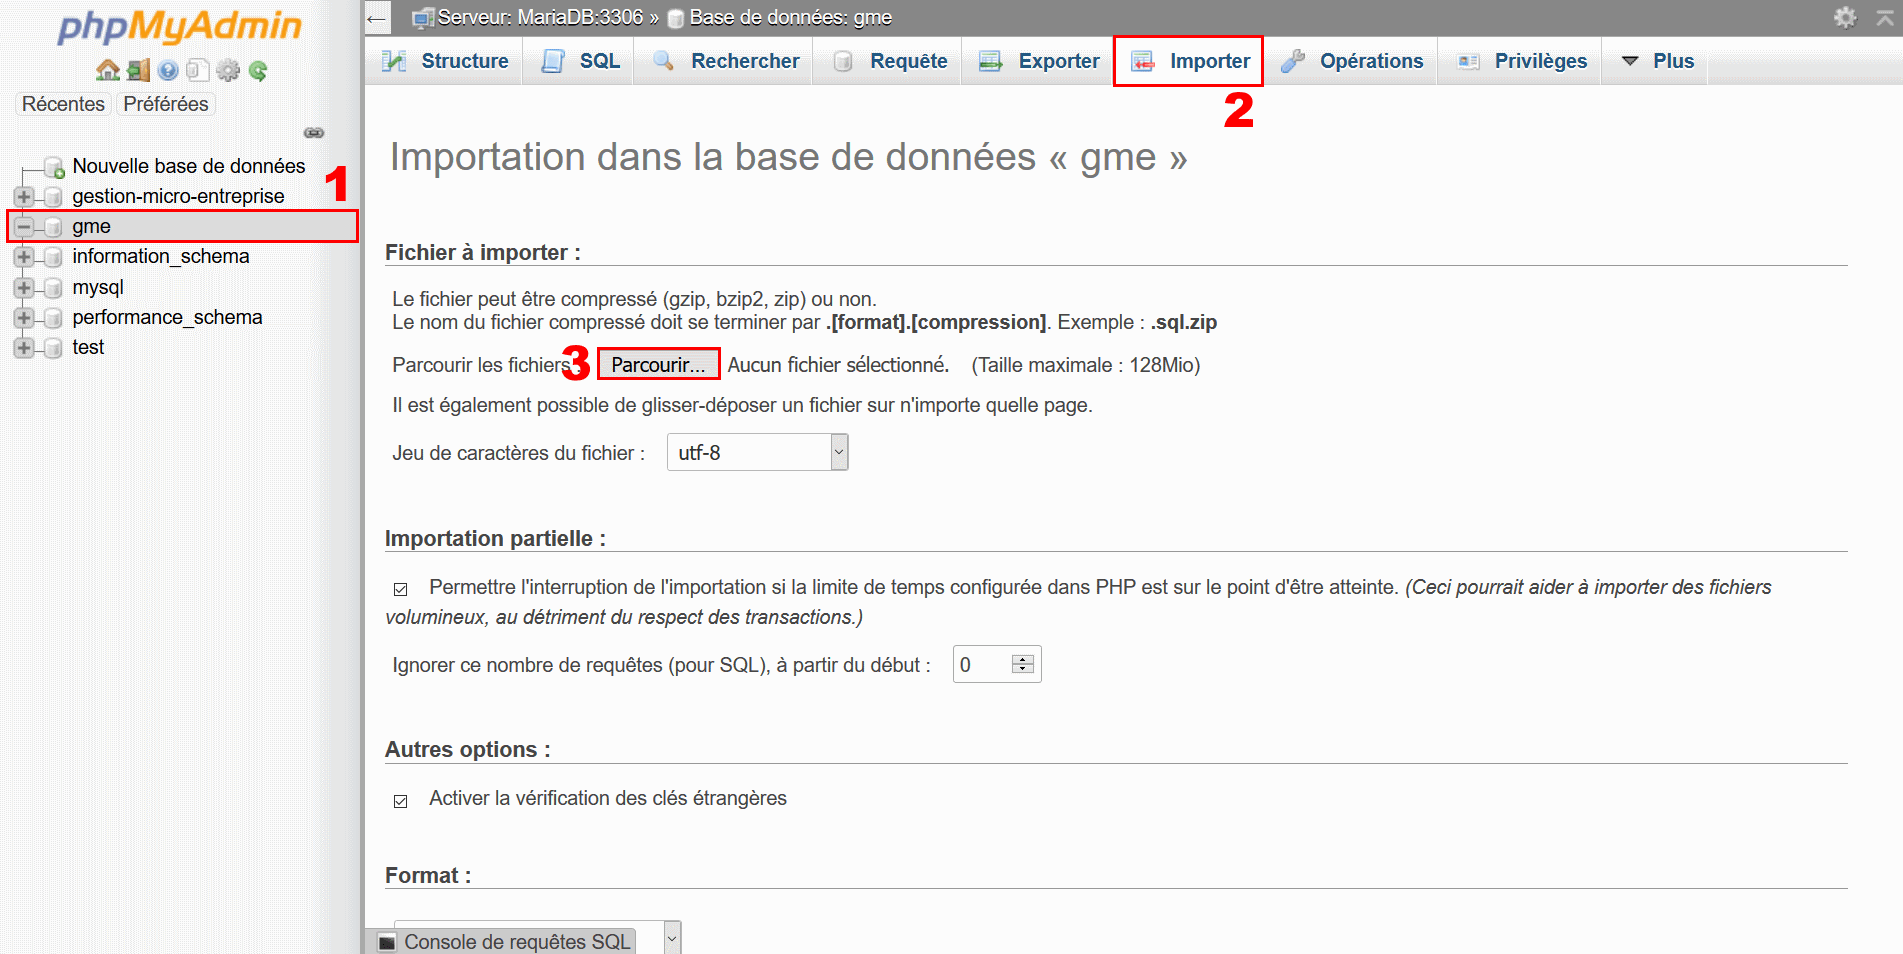 phpMyAdmin
Récentes Préférées
Nouvelle base de données
1
gestion-micro-entreprise
gme
information_schema
mysql
performance_schema
test
Serveur: MariaDB:3306 » Base de données: gme
Structure SQL Rechercher Requête Exporter Importer Opérations Privilèges Plus
2
Importation dans la base de données « gme »
Fichier à importer :
Le fichier peut être compressé (gzip, bzip2, zip) ou non.
Le nom du fichier compressé doit se terminer par .[format].[compression]. Exemple : .sql.zip
Parcourir les fichiers : 3 Parcourir... Aucun fichier sélectionné. (Taille maximale : 128Mio)
Il est également possible de glisser-déposer un fichier sur n'importe quelle page.
Jeu de caractères du fichier : utf-8
Importation partielle :
Permettre l'interruption de l'importation si la limite de temps configurée dans PHP est sur le point d'être atteinte. (Ceci pourrait aider à importer des fichiers
volumineux, au détriment du respect des transactions.)
Ignorer ce nombre de requêtes (pour SQL), à partir du début : 0
Autres options :
Activer la vérification des clés étrangères
Format :
Console de requêtes SQL